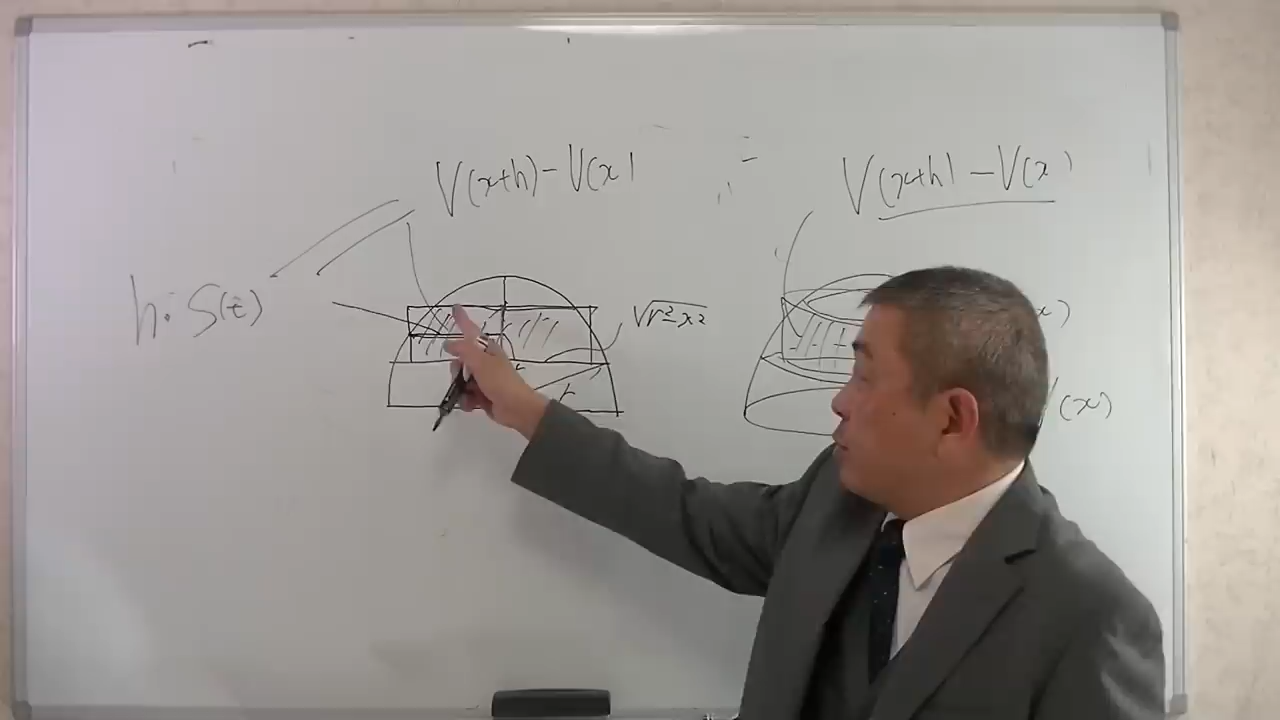 V(x+h)-V(x)
V(x+h)-V(x)
h・S(t)
√r²-x²
r
r
x)
(x)